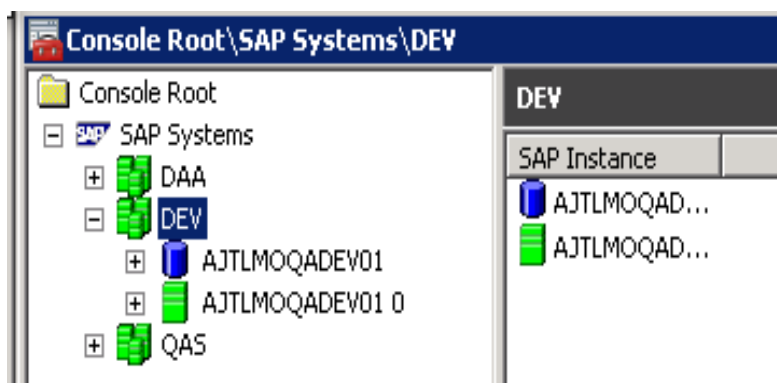 Console Root\SAP Systems\DEV
Console Root
SAP SAP Systems
DAA
DEV
AJTLMOQADEV01
AJTLMOQADEV01 0
QAS
DEV
SAP Instance
AJTLMOQAD...
AJTLMOQAD...